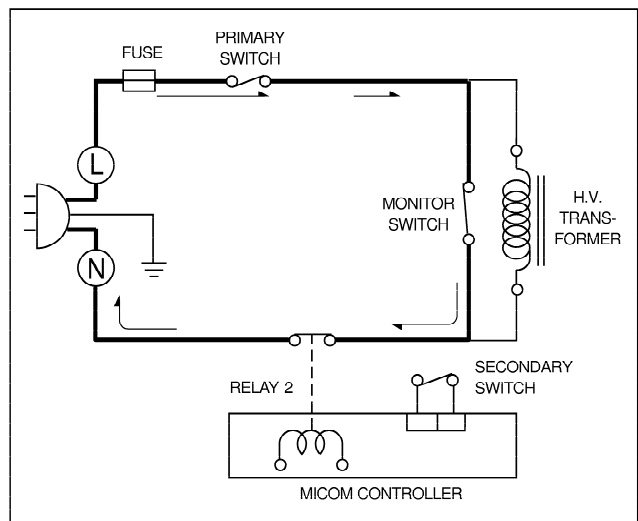 PRIMARY
SWITCH
FUSE
L
MONITOR
SWITCH
H.V.
TRANS-
FORMER
N
SECONDARY
SWITCH
RELAY 2
MICOM CONTROLLER